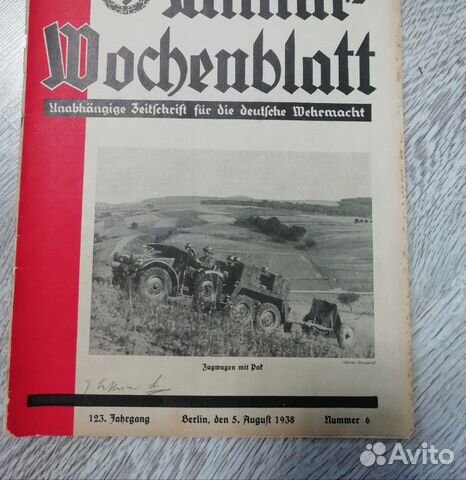 Militär-
Wochenblatt
Unabhängige Zeitschrift für die deutsche Wehrmacht
Zugwagen mit Pak
123. Jahrgang Berlin, den 5. August 1938 Nummer 6
Avito